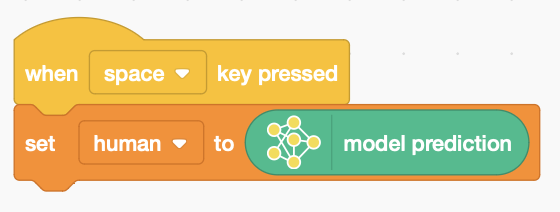 when space key pressed
set human to model prediction